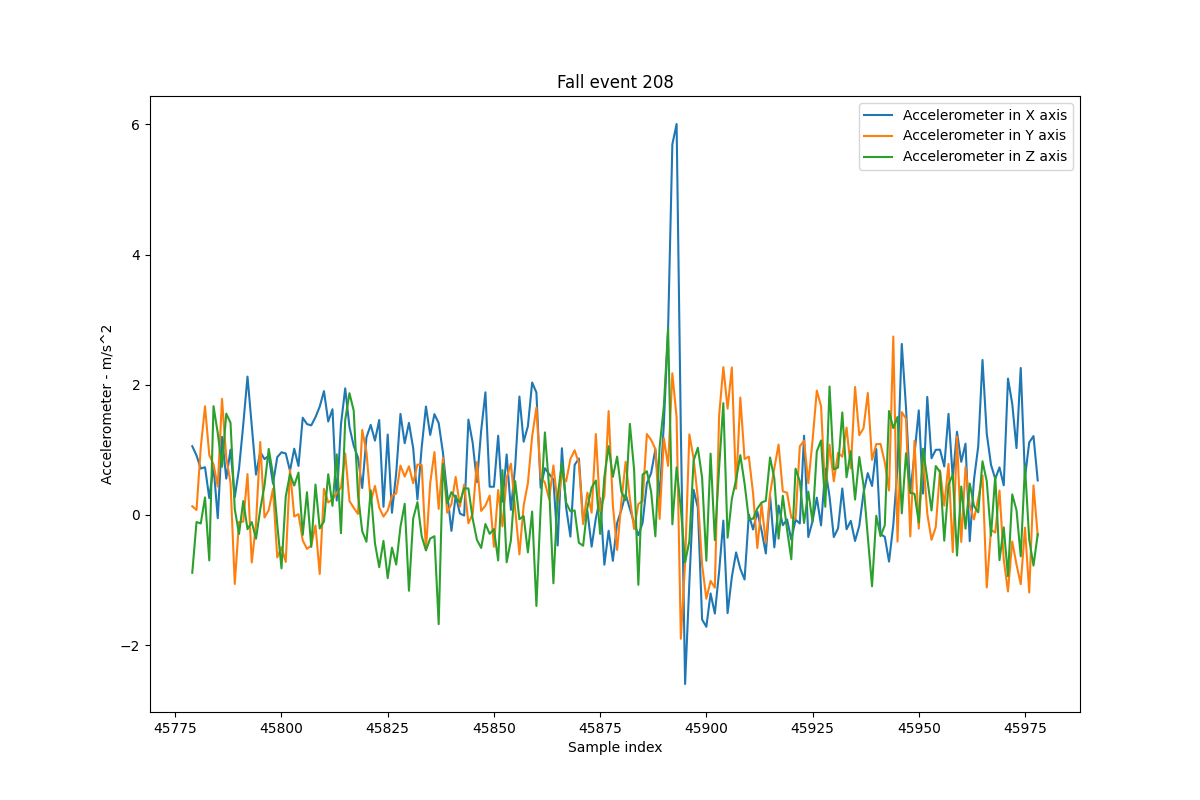 Fall event 208
Accelerometer in X axis
Accelerometer in Y axis
Accelerometer in Z axis
6
4
2
0
−2
Accelerometer - m/s^2
45775 45800 45825 45850 45875 45900 45925 45950 45975
Sample index